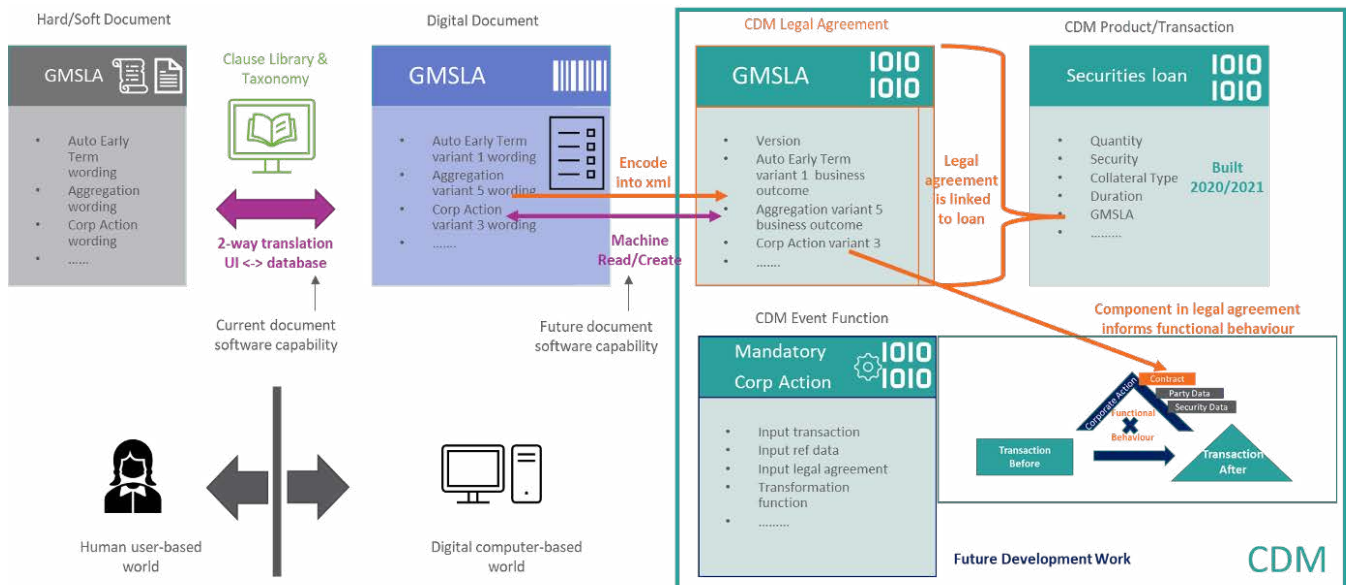 Hard/Soft Document
GMSLA
• Auto Early
Term
wording
• Aggregation
wording
• Corp Action
wording
• ......
Clause Library &
Taxonomy
2-way translation
UI <-> database
Current document
software capability
Digital Document
GMSLA
• Auto Early Term
variant 1 wording
• Aggregation
variant 5 wording
• Corp Action
variant 3 wording
• .......
Encode
into xml
Machine
Read/Create
Future document
software capability
CDM Legal Agreement
GMSLA
1010
1010
• Version
• Auto Early Term
variant 1 business
outcome
• Aggregation variant 5
business outcome
• Corp Action variant 3
• .......
Legal
agreement
is linked
to loan
CDM Product/Transaction
Securities loan
1010
1010
• Quantity
• Security
• Collateral Type
• Duration
• GMSLA
• .........
Built
2020/2021
Component in legal agreement
informs functional behaviour
CDM Event Function
Mandatory
Corp Action
1010
1010
• Input transaction
• Input ref data
• Input legal agreement
• Transformation
function
• .........
Corporate Action
Contract
Party Data
Security Data
Functional
Behaviour
Transaction
Before
Transaction
After
Human user-based
world
Digital computer-based
world
Future Development Work
CDM